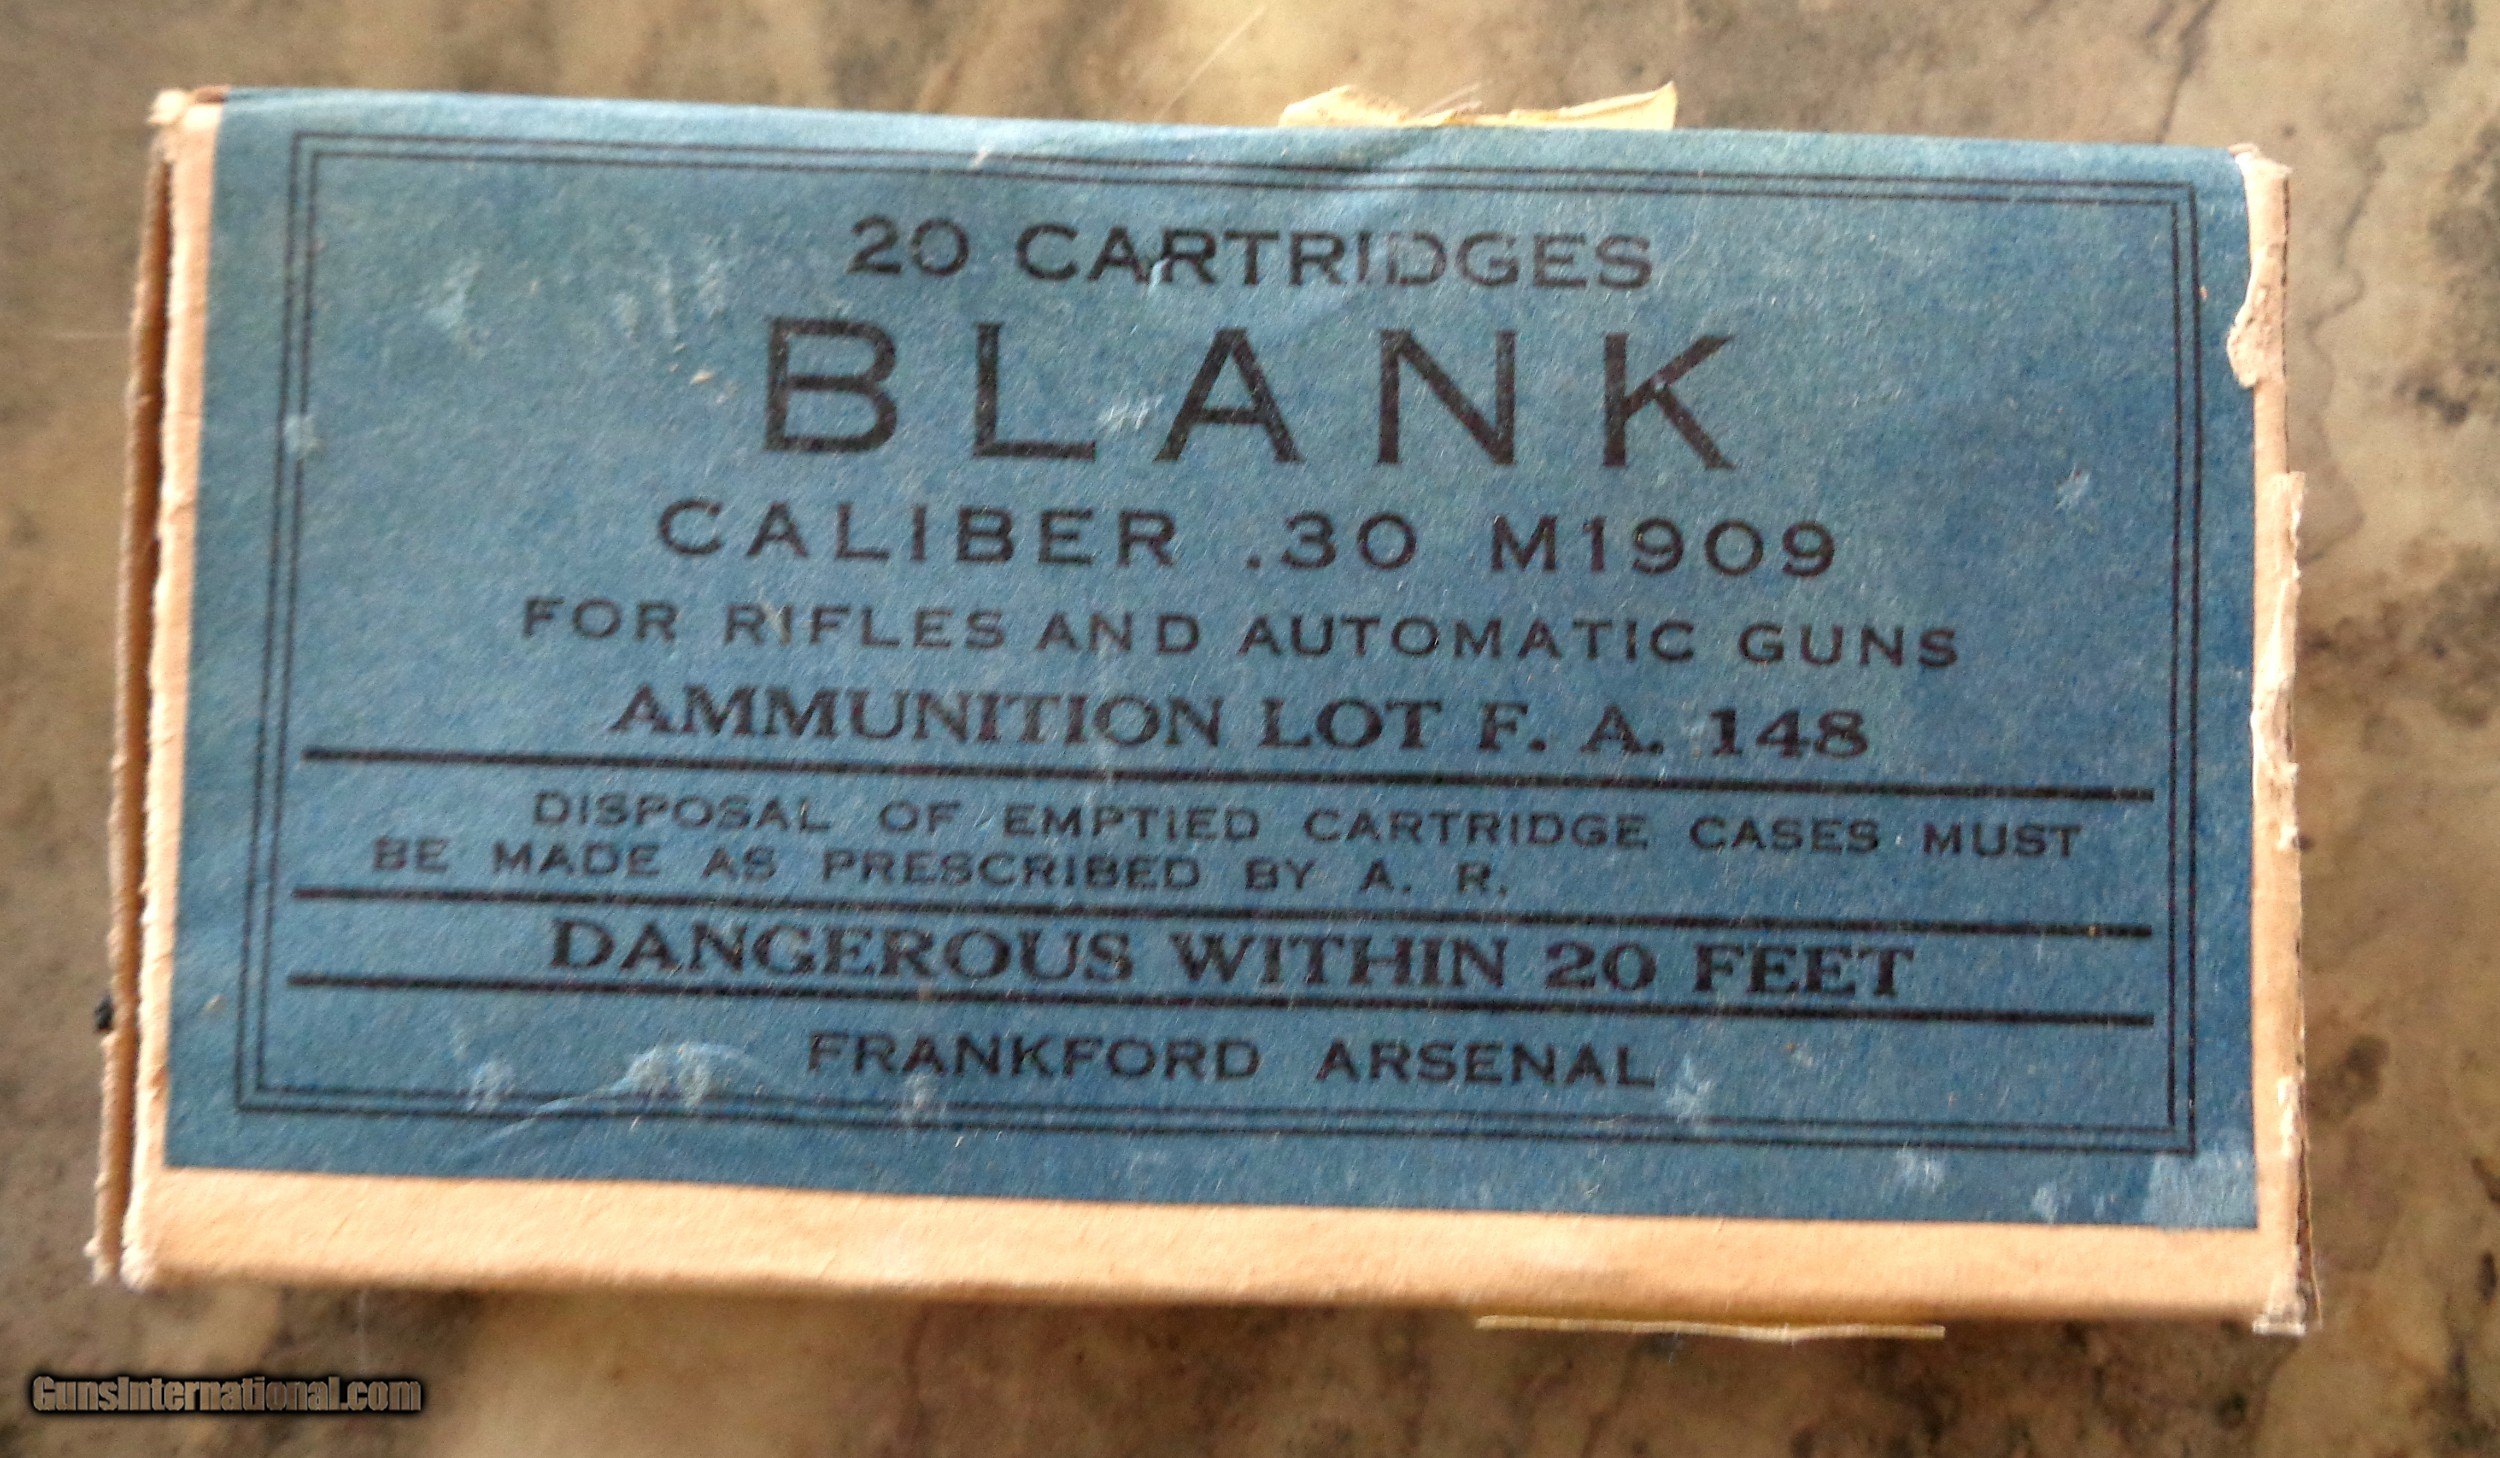 20 CARTRIDGES
BLANK
CALIBER .30 M1909
FOR RIFLES AND AUTOMATIC GUNS
AMMUNITION LOT F. A. 148
DISPOSAL OF EMPTIED CARTRIDGE CASES MUST
BE MADE AS PRESCRIBED BY A. R.
DANGEROUS WITHIN 20 FEET
FRANKFORD ARSENAL
GunsInternational.com